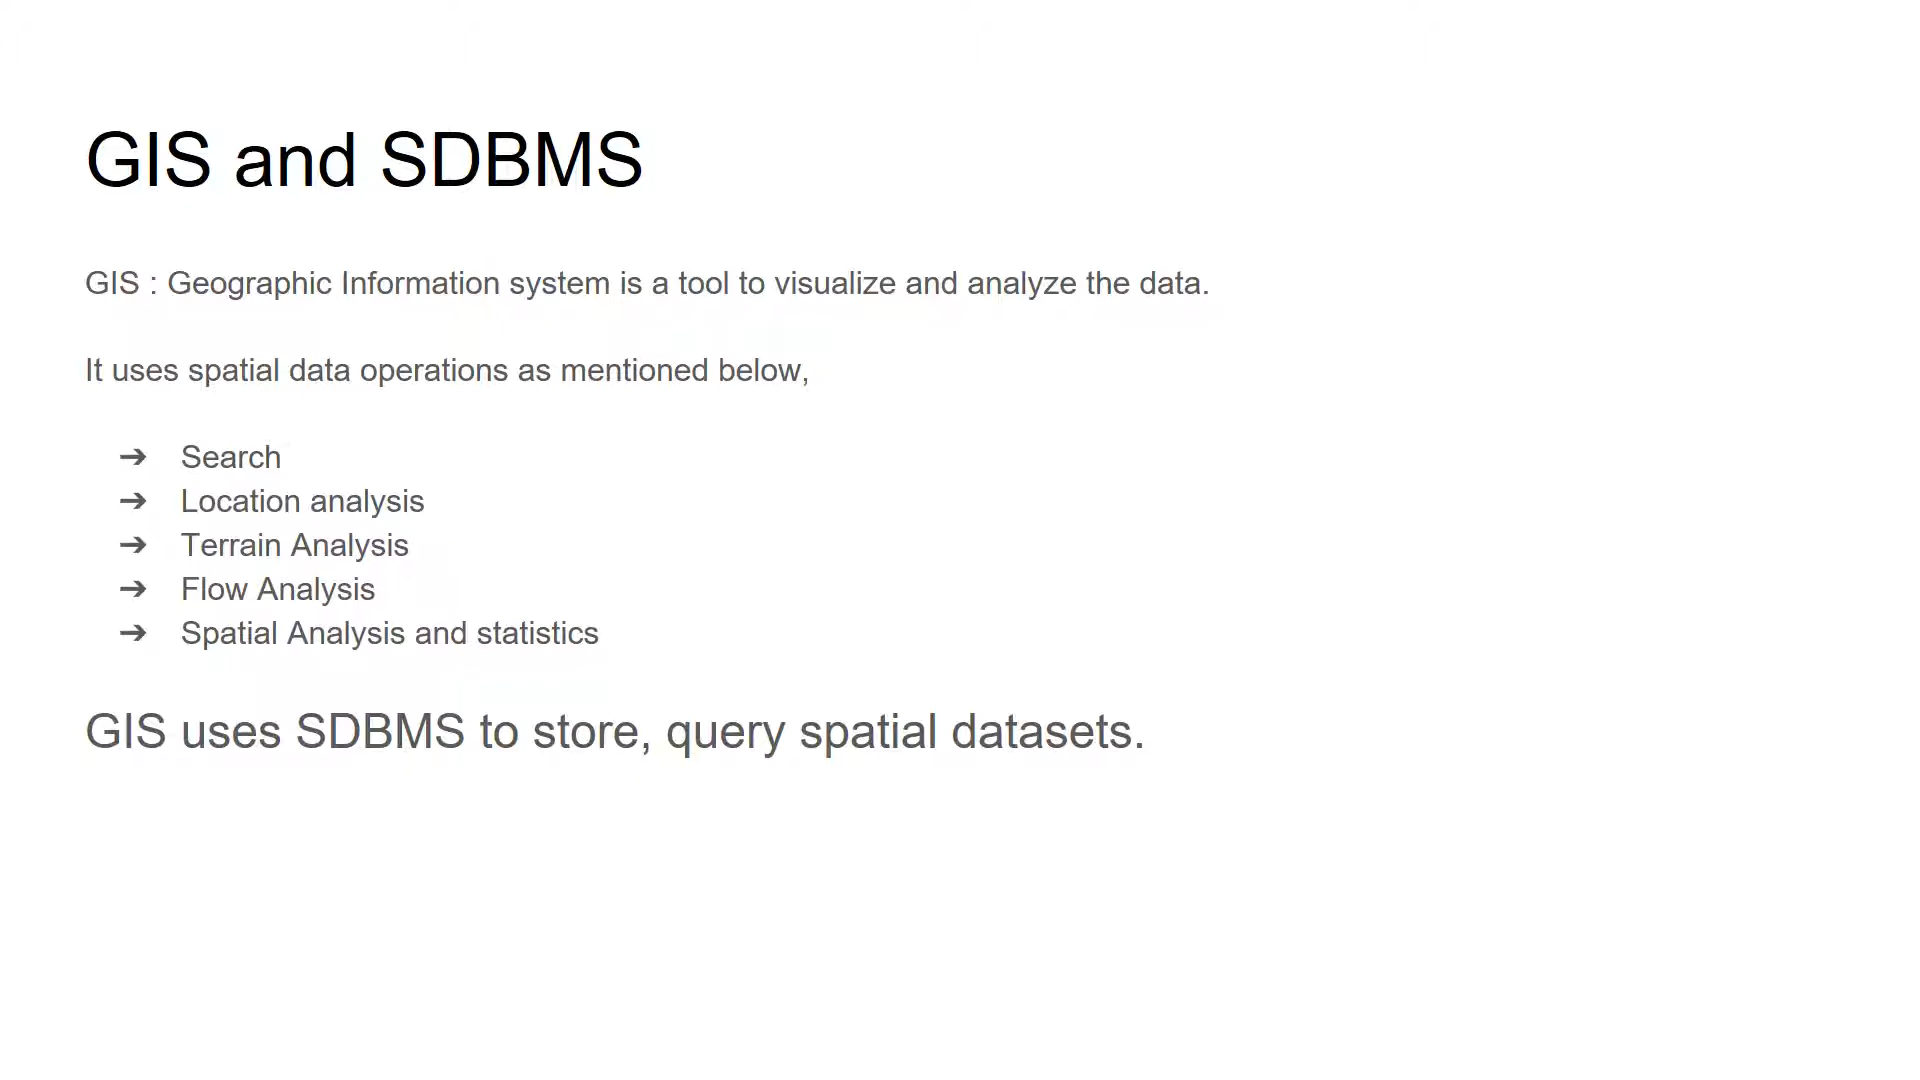 GIS and SDBMS
GIS : Geographic Information system is a tool to visualize and analyze the data.
It uses spatial data operations as mentioned below,
➔ Search
➔ Location analysis
➔ Terrain Analysis
➔ Flow Analysis
➔ Spatial Analysis and statistics
GIS uses SDBMS to store, query spatial datasets.